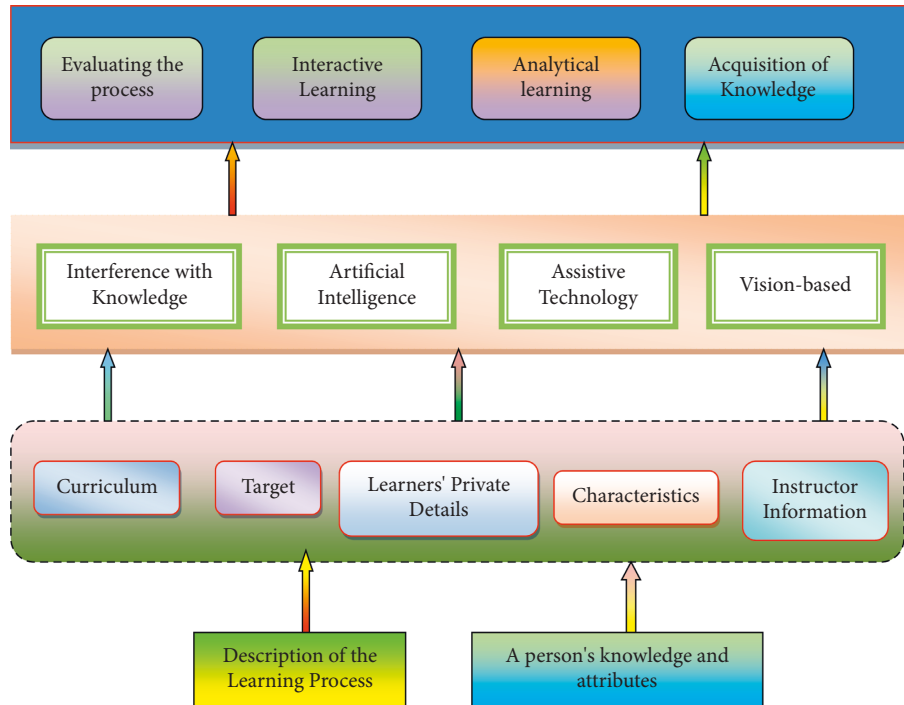 Evaluating the
process
Interactive
Learning
Analytical
learning
Acquisition of
Knowledge
Interference with
Knowledge
Artificial
Intelligence
Assistive
Technology
Vision-based
Curriculum
Target
Learners' Private
Details
Characteristics
Instructor
Information
Description of the
Learning Process
A person's knowledge and
attributes